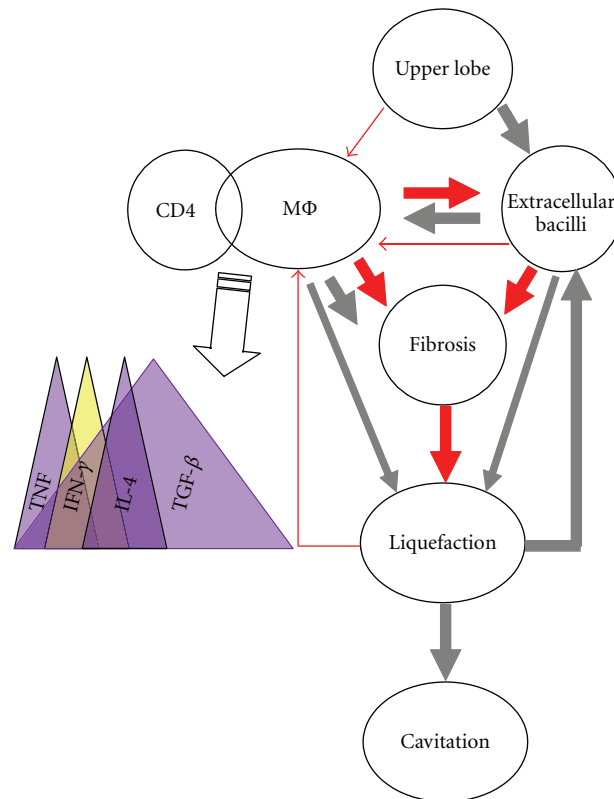 Upper lobe
CD4
MΦ
Extracellular
bacilli
Fibrosis
TNF
IFN-γ
IL-4
TGF-β
Liquefaction
Cavitation